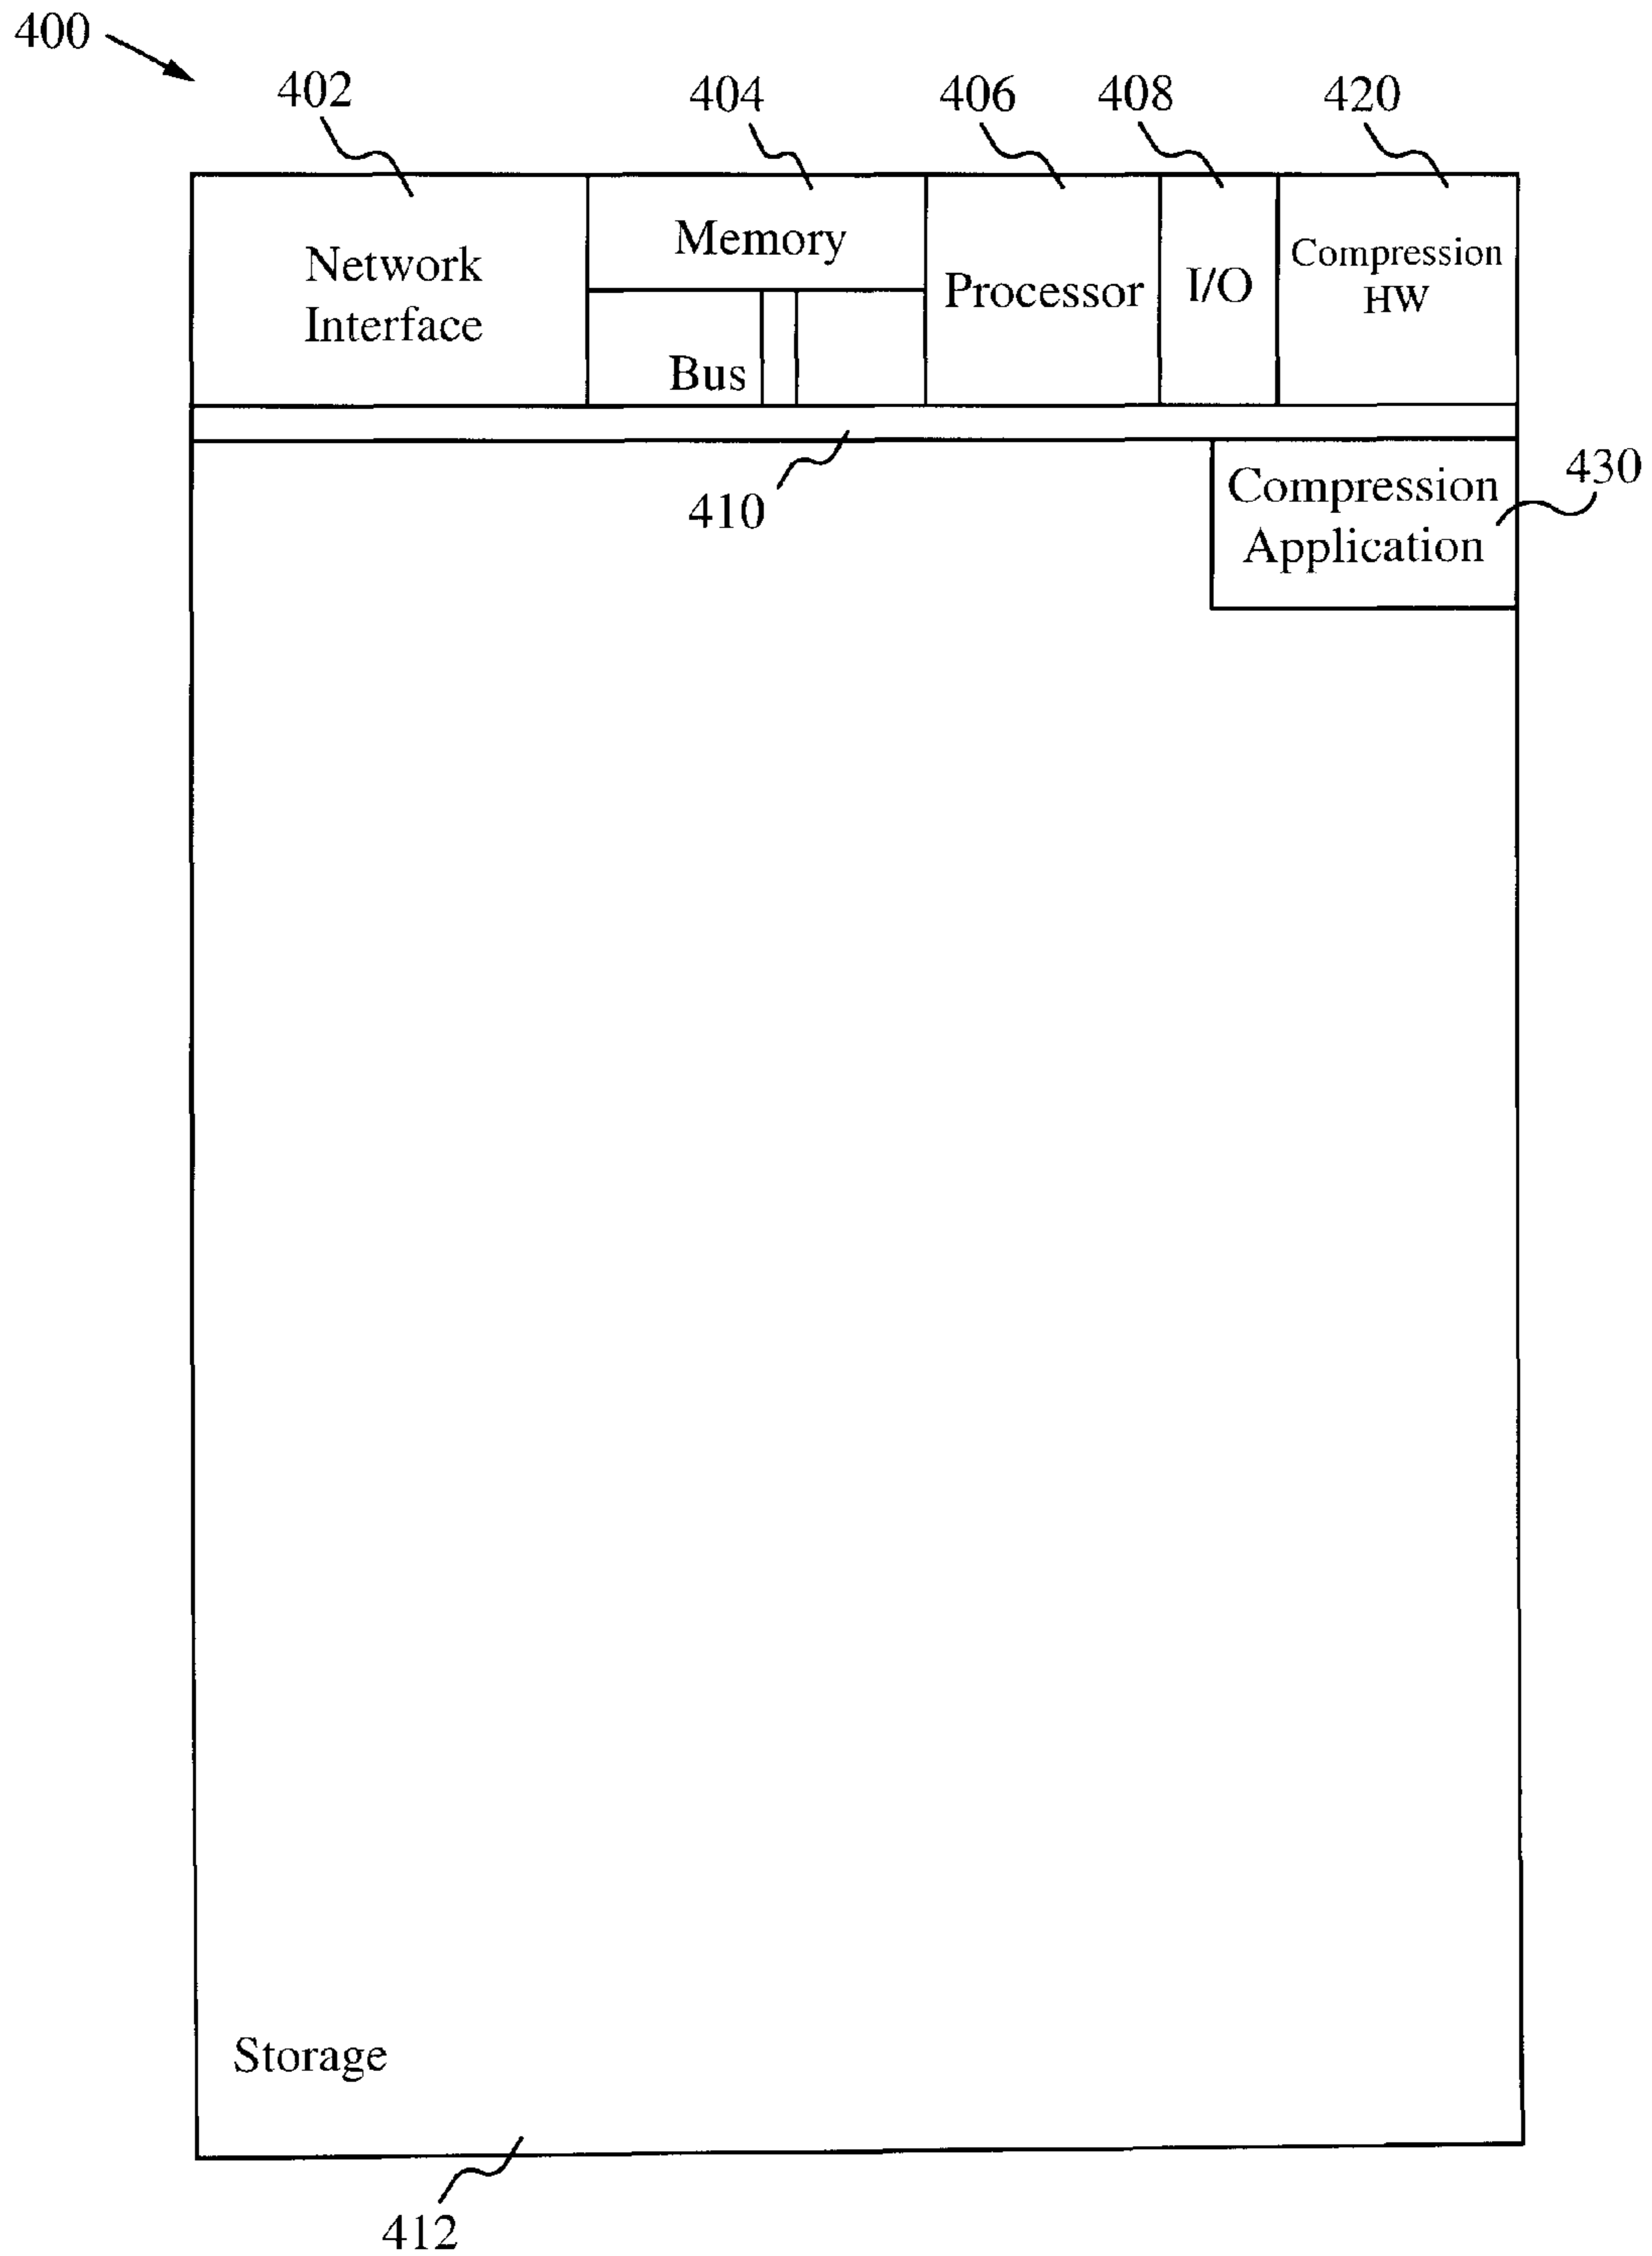 400
402
404
406
408
420
Network
Interface
Memory
Bus
Processor
I/O
Compression
HW
410
Compression
Application
430
Storage
412